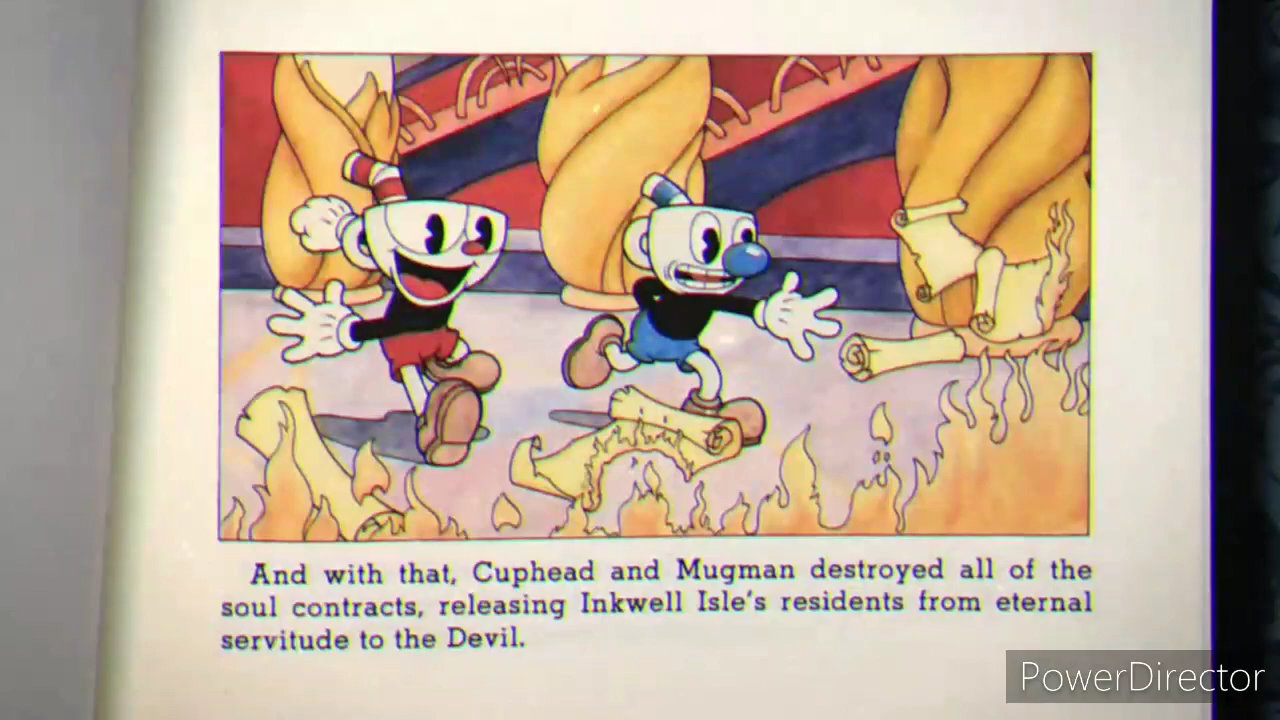 And with that, Cuphead and Mugman destroyed all of the
soul contracts, releasing Inkwell Isle's residents from eternal
servitude to the Devil.
PowerDirector